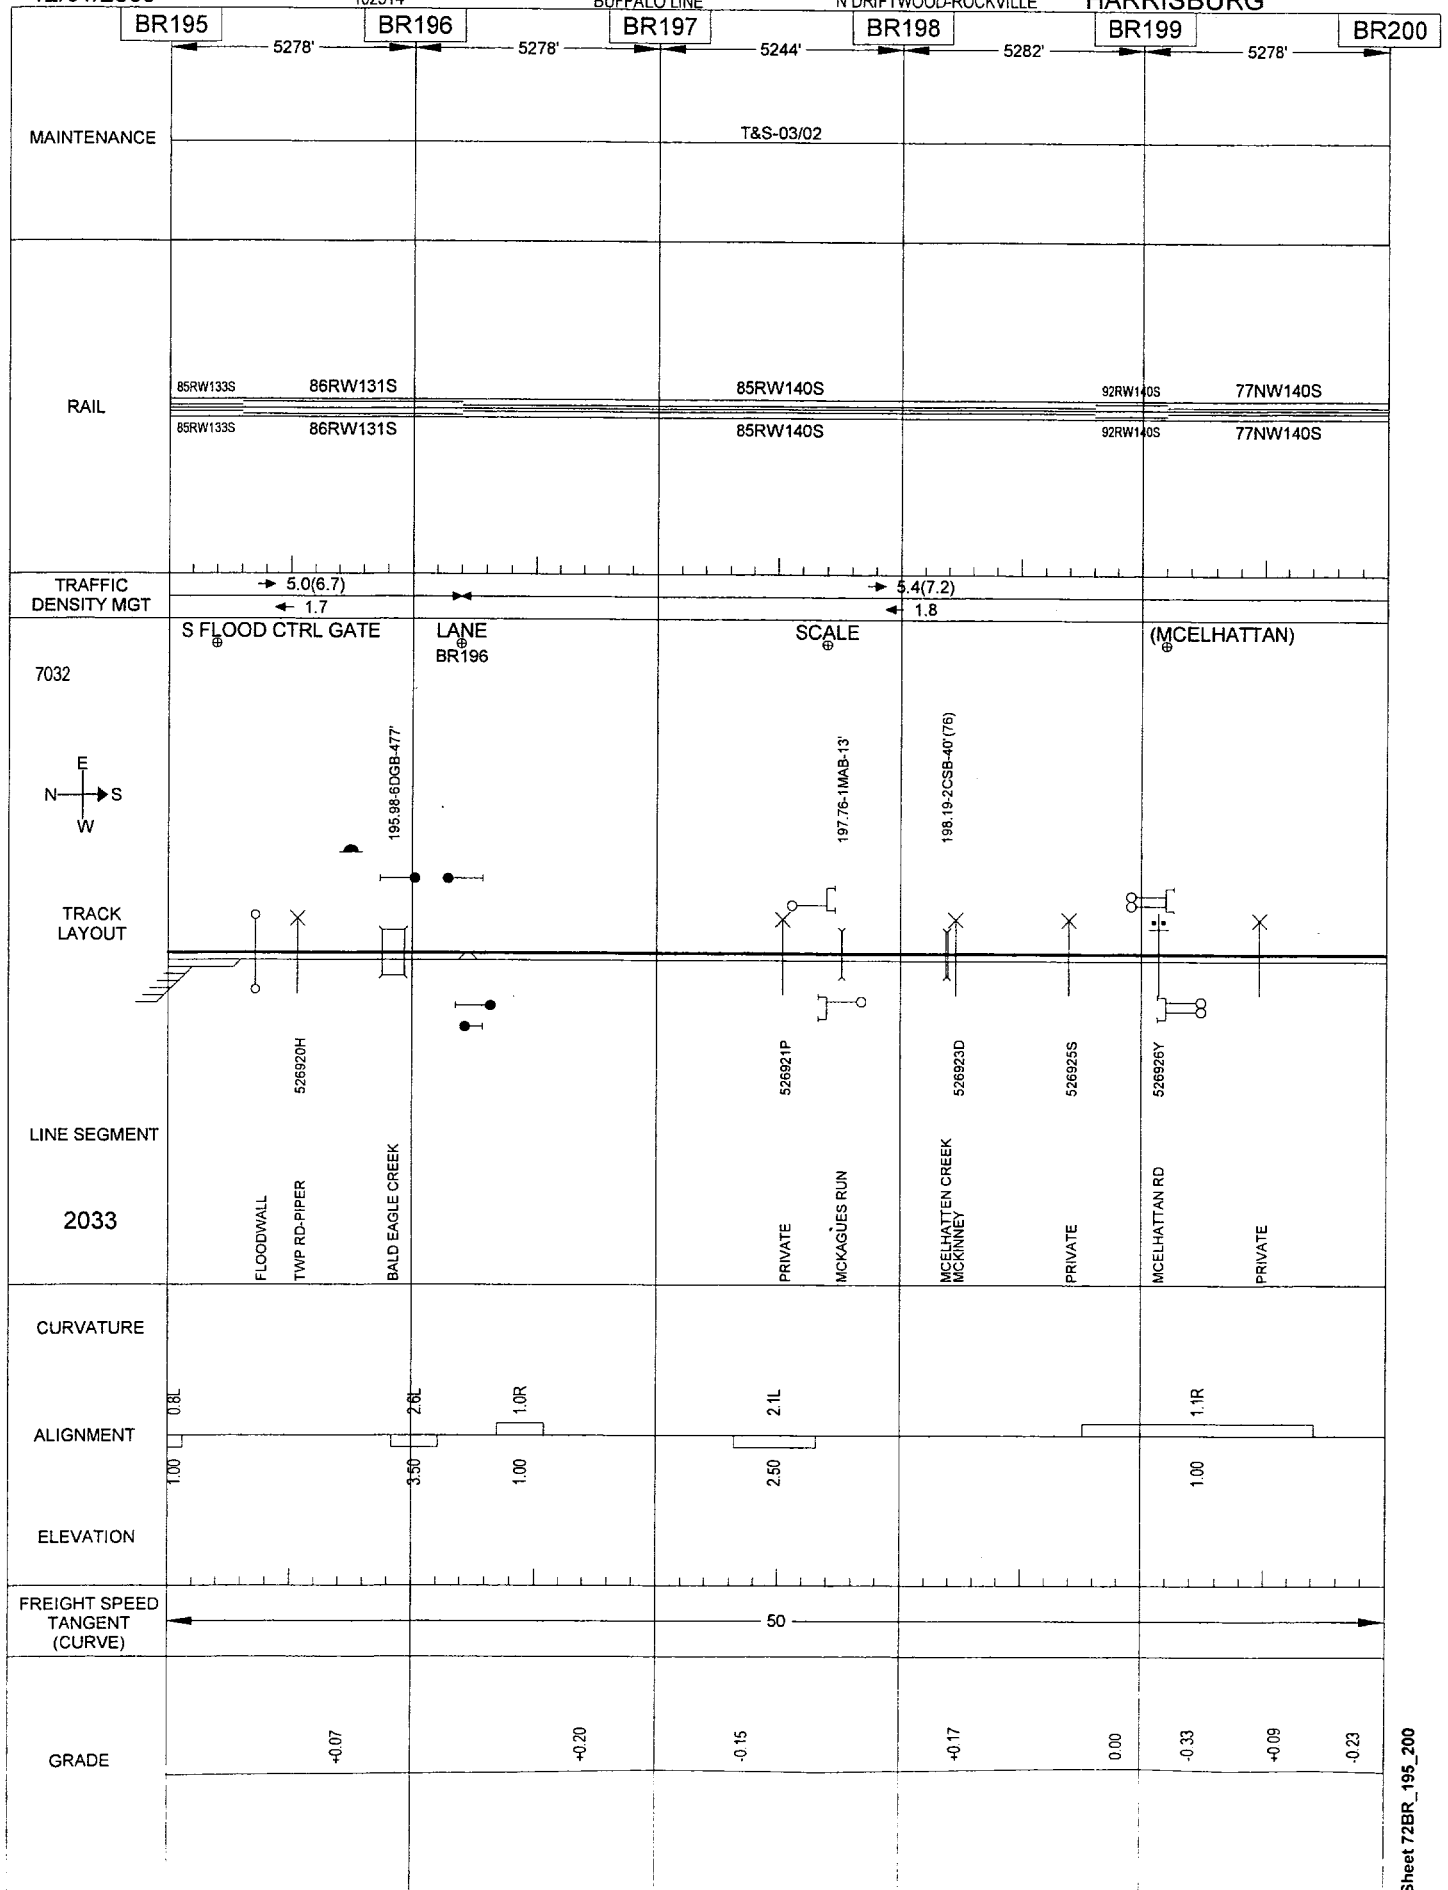 BUFFALO LINE N DRIFTWOOD-ROCKVILLE HARRISBURG
BR195 BR196 BR197 BR198 BR199 BR200
5278' 5278' 5244' 5282' 5278'
MAINTENANCE T&S-03/02
85RW133S 86RW131S 85RW140S 92RW140S 77NW140S
RAIL
85RW133S 86RW131S 85RW140S 92RW140S 77NW140S
TRAFFIC
DENSITY MGT
5.0(6.7) 5.4(7.2)
1.7 1.8
S FLOOD CTRL GATE LANE SCALE (MCELHATTAN)
BR196
7032
E
N S
W
195.98-6DGB-477'
197.76-1MAB-13'
198.19-2CSB-40'(76)
TRACK
LAYOUT
526920H
526921P
526923D
526925S
526926Y
LINE SEGMENT
2033
FLOODWALL
TWP RD-PIPER
BALD EAGLE CREEK
PRIVATE
MCKAGUES RUN
MCELHATTEN CREEK
MCKINNEY
PRIVATE
MCELHATTAN RD
PRIVATE
CURVATURE
0.8L 2.6L 1.0R 2.1L 1.1R
ALIGNMENT
1.00 3.50 1.00 2.50 1.00
ELEVATION
FREIGHT SPEED
TANGENT
(CURVE)
50
GRADE
+0.07 +0.20 -0.15 +0.17 0.00 -0.33 +0.09 -0.23
Sheet 72BR_195_200